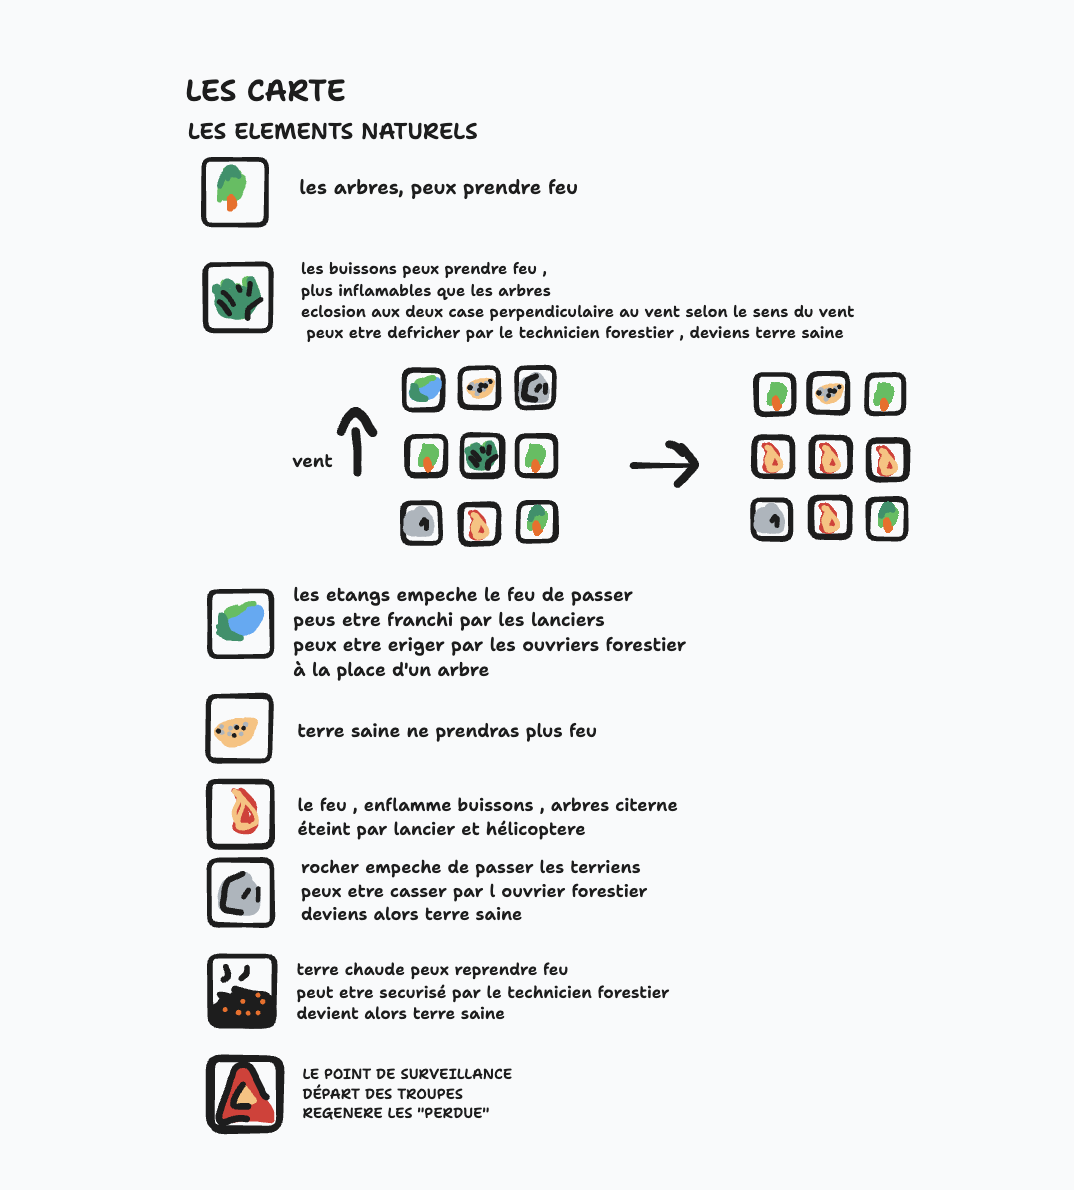 LES CARTE
LES ELEMENTS NATURELS
les arbres, peux prendre feu
les buissons peux prendre feu ,
plus inflamables que les arbres
eclosion aux deux case perpendiculaire au vent selon le sens du vent
peux etre defricher par le technicien forestier , deviens terre saine
vent
les etangs empeche le feu de passer
peus etre franchi par les lanciers
peux etre eriger par les ouvriers forestier
à la place d'un arbre
terre saine ne prendras plus feu
le feu , enflamme buissons , arbres citerne
éteint par lancier et hélicoptere
rocher empeche de passer les terriens
peux etre casser par l ouvrier forestier
deviens alors terre saine
terre chaude peux reprendre feu
peut etre securisé par le technicien forestier
devient alors terre saine
LE POINT DE SURVEILLANCE
DÉPART DES TROUPES
REGENERE LES "PERDUE"